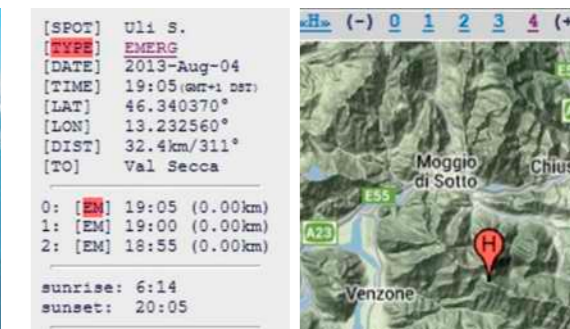 [SPOT] Uli S.
[TYPE] EMERG
[DATE] 2013-Aug-04
[TIME] 19:05(GMT+1 DST)
[LAT] 46.340370°
[LON] 13.232560°
[DIST] 32.4km/311°
[TO] Val Secca
0: [EM] 19:05 (0.00km)
1: [EM] 19:00 (0.00km)
2: [EM] 18:55 (0.00km)
sunrise: 6:14
sunset: 20:05
«H» (-) 0 1 2 3 4 (+
Moggio
di Sotto
Chius
E55
A23
H
Venzone